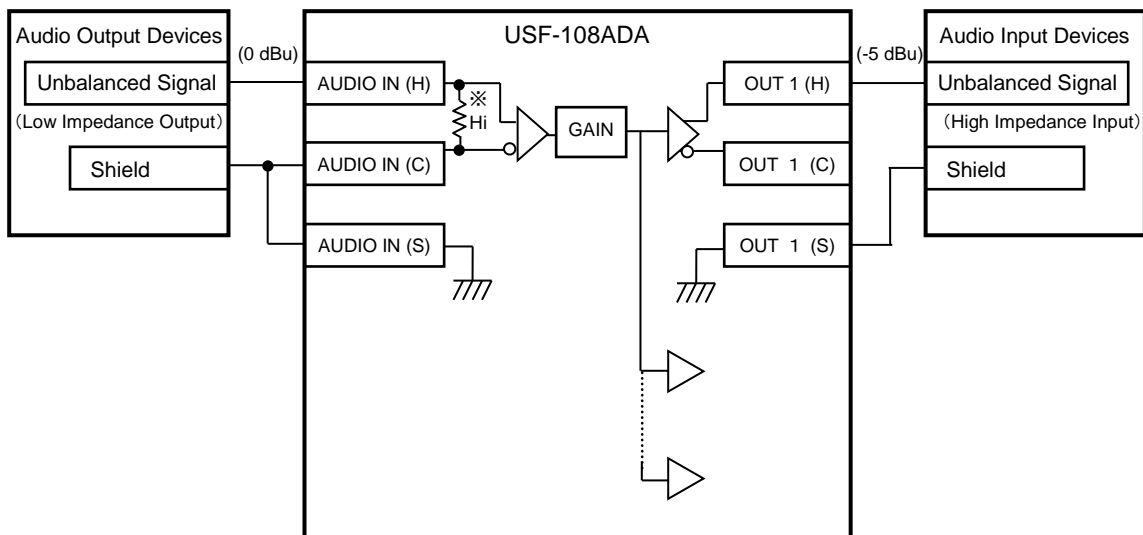 USF-108ADA
Audio Output Devices
(0 dBu)
Unbalanced Signal
(Low Impedance Output)
Shield
AUDIO IN (H)
※
Hi
AUDIO IN (C)
AUDIO IN (S)
GAIN
OUT 1 (H)
OUT 1 (C)
OUT 1 (S)
(-5 dBu)
Audio Input Devices
Unbalanced Signal
(High Impedance Input)
Shield